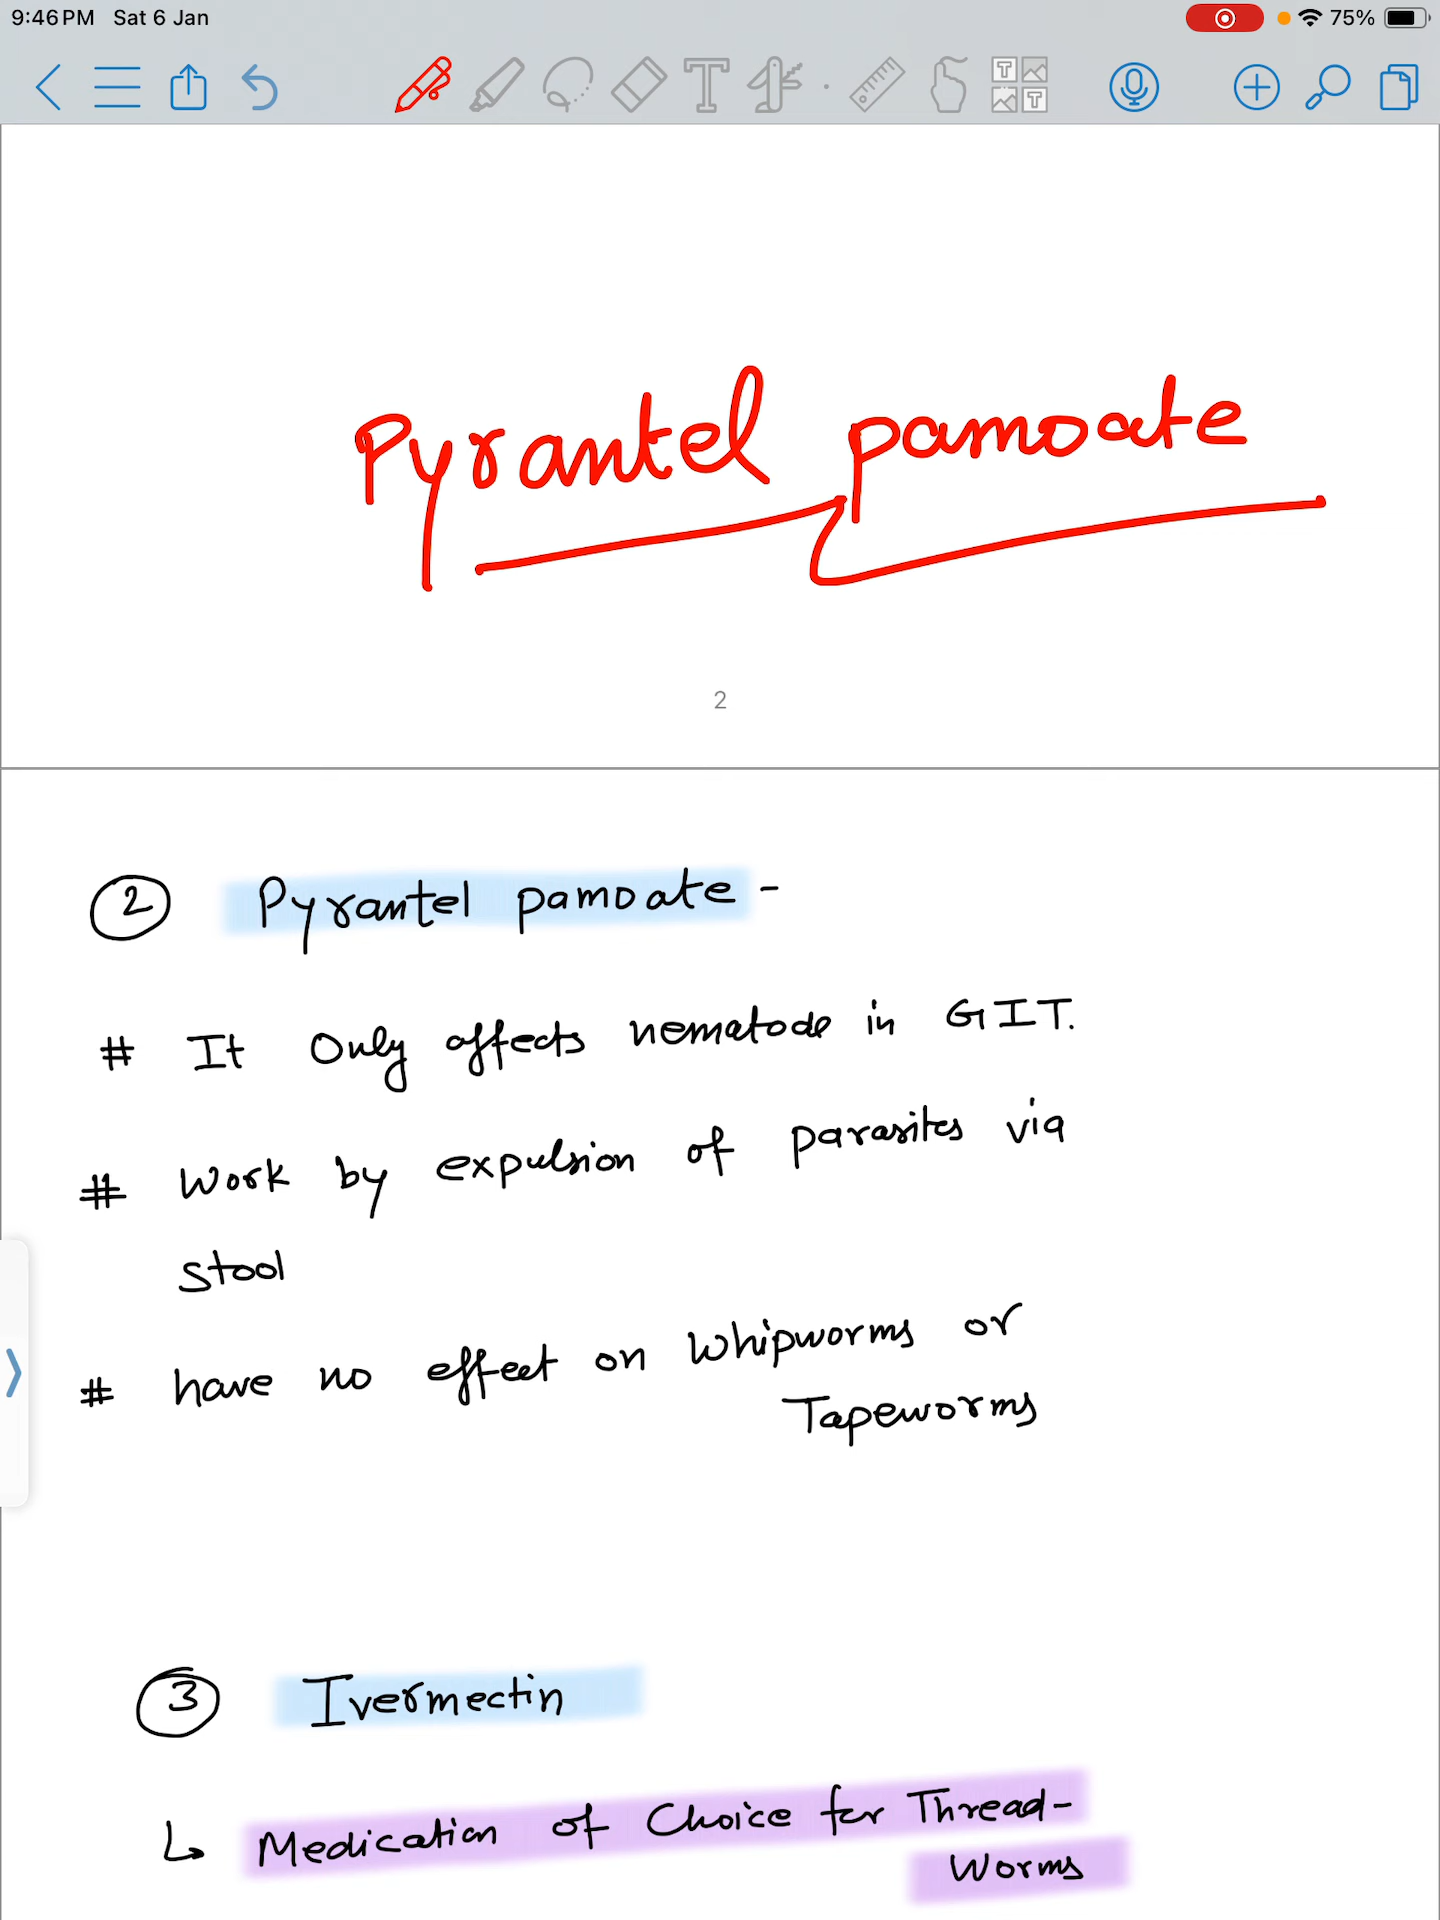 9:46 PM Sat 6 Jan 75%
Pyrantel pamoate
2
2 Pyrantel pamoate -
# It Only affects nematode in GIT.
# Work by expulsion of parasites via
stool
# have no effect on Whipworms or
Tapeworms
3 Ivermectin
↳ Medication of Choice for Thread-
Worms